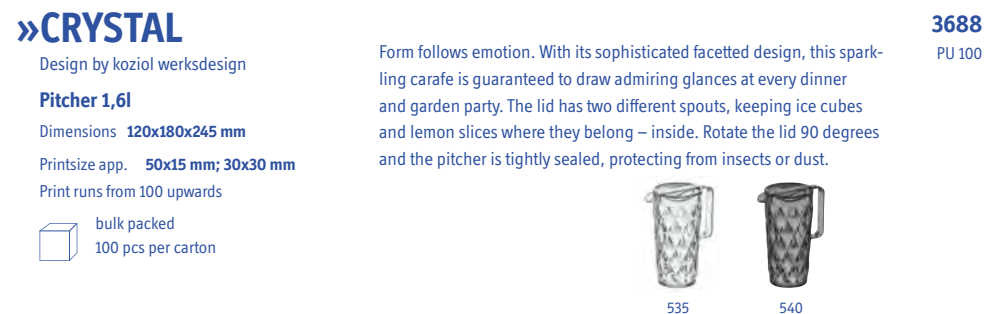 »CRYSTAL
Design by koziol werksdesign
Pitcher 1,6l
Dimensions 120x180x245 mm
Printsize app. 50x15 mm; 30x30 mm
Print runs from 100 upwards
bulk packed
100 pcs per carton
Form follows emotion. With its sophisticated facetted design, this spark-
ling carafe is guaranteed to draw admiring glances at every dinner
and garden party. The lid has two different spouts, keeping ice cubes
and lemon slices where they belong – inside. Rotate the lid 90 degrees
and the pitcher is tightly sealed, protecting from insects or dust.
3688
PU 100
535
540